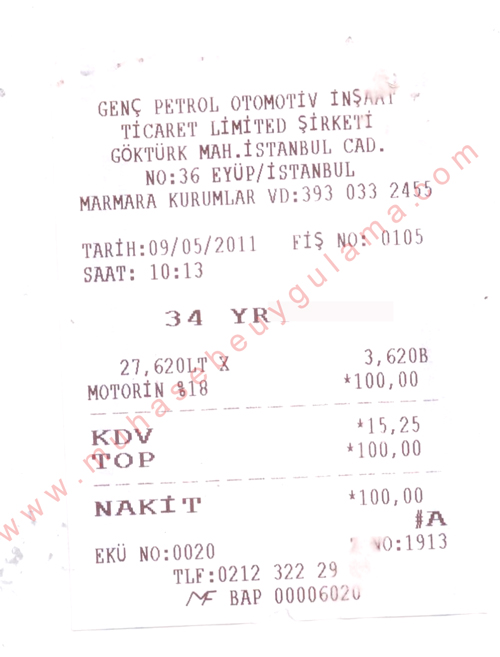 GENÇ PETROL OTOMOTİV İNŞAAT
TİCARET LİMİTED ŞİRKETİ
GÖKTÜRK MAH.İSTANBUL CAD.
NO:36 EYÜP/İSTANBUL
MARMARA KURUMLAR VD:393 033 2455
TARİH:09/05/2011 FİŞ NO: 0105
SAAT: 10:13
34 YR
27,620LT X 3,620B
MOTORİN %18 *100,00
KDV *15,25
TOP *100,00
NAKİT *100,00
#A
EKÜ NO:0020 Z NO:1913
TLF:0212 322 29
MF BAP 00006020
www.muhasebeuygulama.com